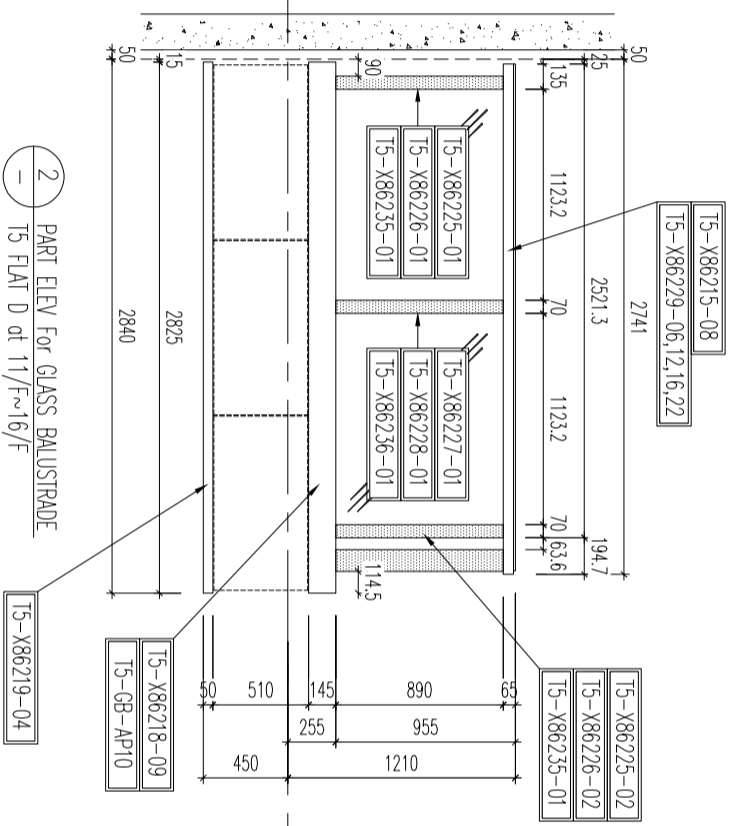 T5-X86215-08
T5-X86229-06,12,16,22
50
2741
25
2521.3
194.7
135
1123.2
70
1123.2
70
63.6
T5-X86225-01
T5-X86226-01
T5-X86235-01
T5-X86227-01
T5-X86228-01
T5-X86236-01
T5-X86225-02
T5-X86226-02
T5-X86235-01
90
114.5
65
890
145
510
50
955
255
1210
450
15
2825
50
2840
T5-X86218-09
T5-GB-AP10
T5-X86219-04
2
-
PART ELEV For GLASS BALUSTRADE
T5 FLAT D at 11/F~16/F